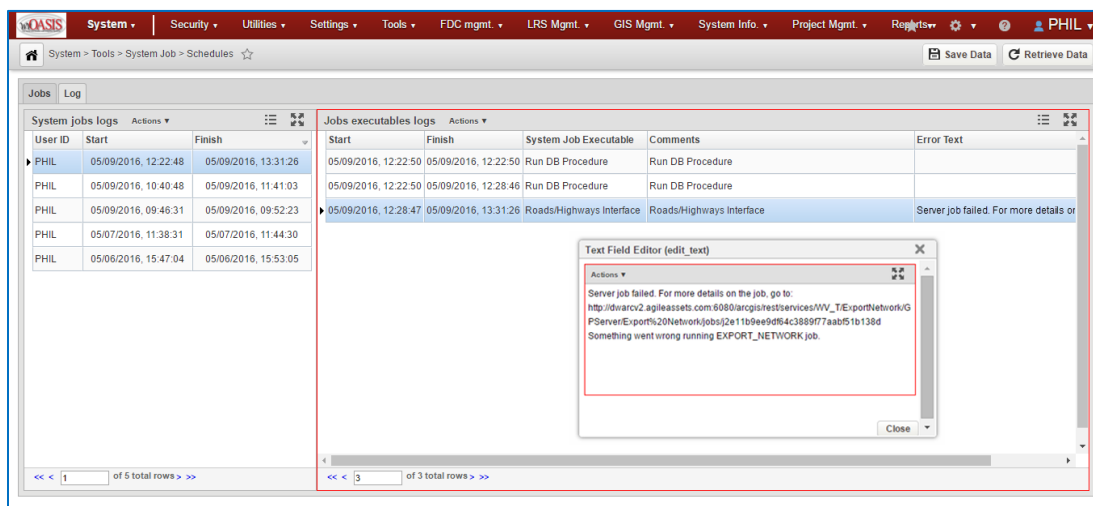 wOASIS System Security Utilities Settings Tools FDC mgmt. LRS Mgmt. GIS Mgmt. System Info. Project Mgmt. Reports PHIL
System > Tools > System Job > Schedules Save Data Retrieve Data
Jobs Log
System jobs logs Actions
User ID Start Finish
PHIL 05/09/2016, 12:22:48 05/09/2016, 13:31:26
PHIL 05/09/2016, 10:40:48 05/09/2016, 11:41:03
PHIL 05/09/2016, 09:46:31 05/09/2016, 09:52:23
PHIL 05/07/2016, 11:38:31 05/07/2016, 11:44:30
PHIL 05/06/2016, 15:47:04 05/06/2016, 15:53:05
<< < 1 of 5 total rows > >>
Jobs executables logs Actions
Start Finish System Job Executable Comments Error Text
05/09/2016, 12:22:50 05/09/2016, 12:22:50 Run DB Procedure Run DB Procedure
05/09/2016, 12:22:50 05/09/2016, 12:28:46 Run DB Procedure Run DB Procedure
05/09/2016, 12:28:47 05/09/2016, 13:31:26 Roads/Highways Interface Roads/Highways Interface Server job failed. For more details or
Text Field Editor (edit_text)
Actions
Server job failed. For more details on the job, go to:
http://dwarcv2.agileassets.com:6080/arcgis/rest/services/WV_T/ExportNetwork/G
PServer/Export%20Network/jobs/j2e11b9ee9df64c3889f77aabf51b138d
Something went wrong running EXPORT_NETWORK job.
Close
<< < 3 of 3 total rows > >>